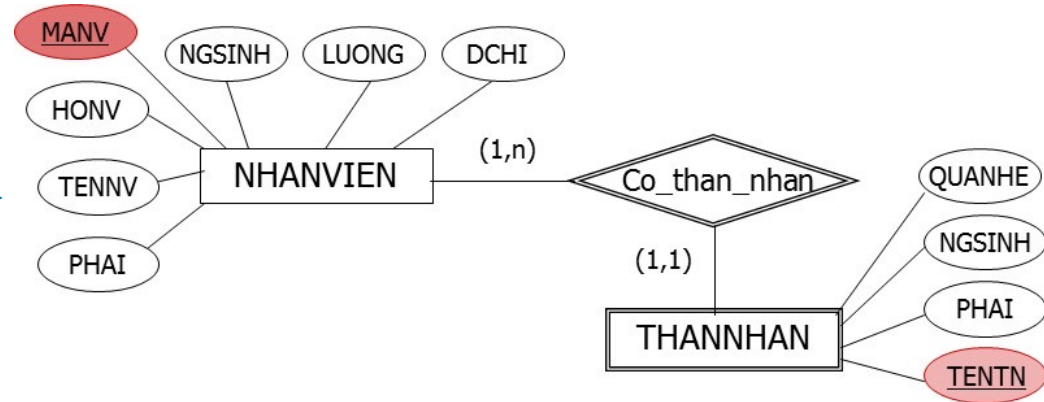 MANV
NGSINH
LUONG
DCHI
HONV
TENNV
PHAI
NHANVIEN
(1,n)
Co_than_nhan
(1,1)
THANNHAN
QUANHE
NGSINH
PHAI
TENTN